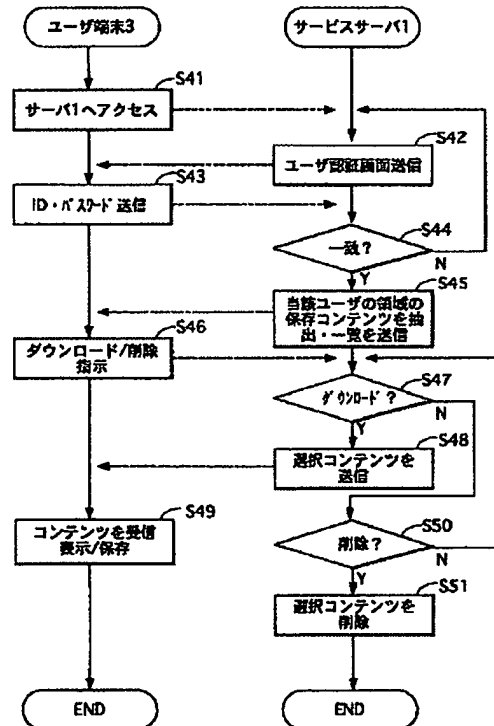 ユーザ端末3
サービスサーバ1
S41
サーバ1へアクセス
S42
ユーザ認証画面送信
S43
ID・パスワード送信
S44
一致?
N
Y
S45
当該ユーザの領域の
保存コンテンツを抽
出・一覧を送信
S46
ダウンロード/削除
指示
S47
ダウンロード?
N
Y
S48
選択コンテンツを
送信
S49
コンテンツを受信
表示/保存
S50
削除?
N
Y
S51
選択コンテンツを
削除
END
END